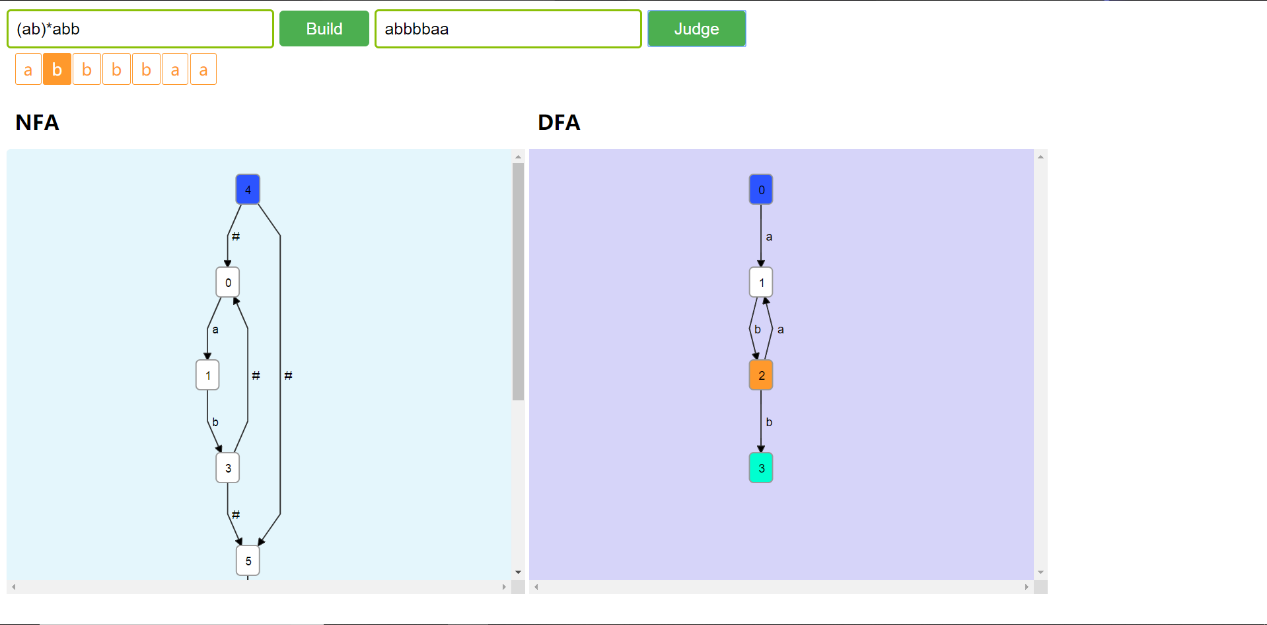 (ab)*abb Build abbbbaa Judge
a b b b b a a
NFA DFA
4 0
# a
0 1
a b a
1 # # 2
b b
3 3
#
5